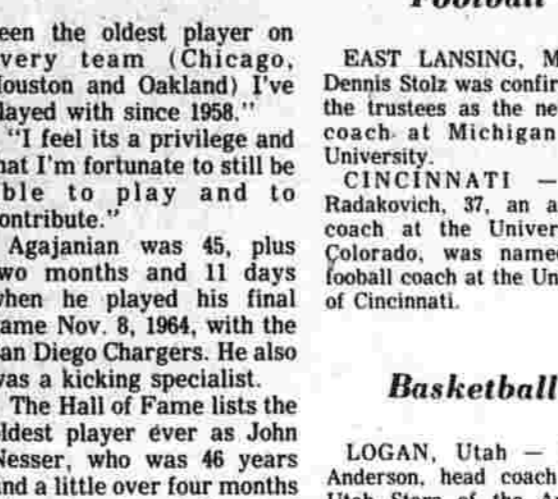 een the oldest player on
very team (Chicago,
ouston and Oakland) I've
layed with since 1958."
"I feel its a privilege and
hat I'm fortunate to still be
ble to play and to
ontribute."
Agajanian was 45, plus
wo months and 11 days
when he played his final
ame Nov. 8, 1964, with the
an Diego Chargers. He also
was a kicking specialist.
The Hall of Fame lists the
ldest player ever as John
Nesser, who was 46 years
nd a little over four months
Football
EAST LANSING, M
Dennis Stolz was confir
the trustees as the ne
coach at Michigan
University.
CINCINNATI —
Radakovich, 37, an a
coach at the Univer
Colorado, was name
fooball coach at the Un
of Cincinnati.
Basketball
LOGAN, Utah —
Anderson, head coach
Utah Stars of the